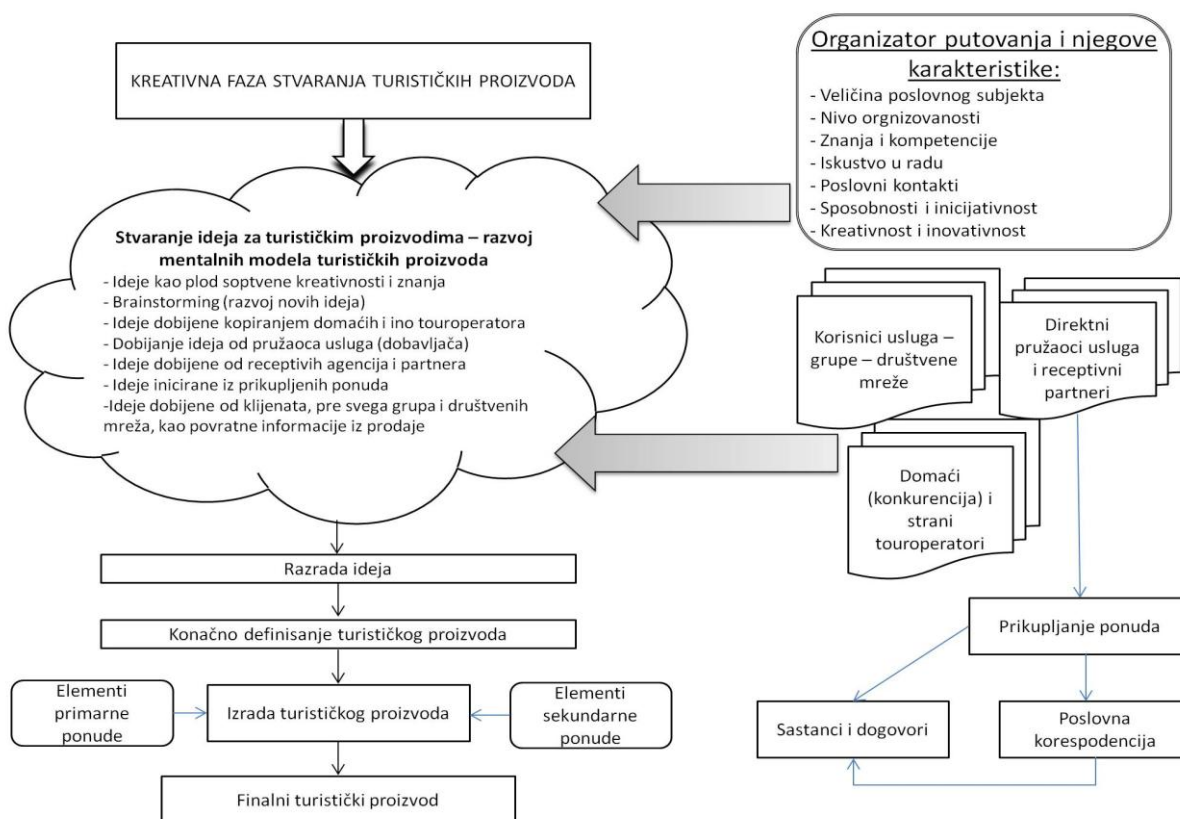 KREATIVNA FAZA STVARANJA TURISTIČKIH PROIZVODA
Organizator putovanja i njegove
karakteristike:
- Veličina poslovnog subjekta
- Nivo orgnizovanosti
- Znanja i kompetencije
- Iskustvo u radu
- Poslovni kontakti
- Sposobnosti i inicijativnost
- Kreativnost i inovativnost
Stvaranje ideja za turističkim proizvodima – razvoj
mentalnih modela turističkih proizvoda
- Ideje kao plod soptvene kreativnosti i znanja
- Brainstorming (razvoj novih ideja)
- Ideje dobijene kopiranjem domaćih i ino touroperatora
- Dobijanje ideja od pružaoca usluga (dobavljača)
- Ideje dobijene od receptivnih agencija i partnera
- Ideje inicirane iz prikupljenih ponuda
-Ideje dobijene od klijenata, pre svega grupa i društvenih
mreža, kao povratne informacije iz prodaje
Korisnici usluga –
grupe – društvene
mreže
Direktni
pružaoci usluga
i receptivni
partneri
Domaći
(konkurencija) i
strani
touroperatori
Razrada ideja
Konačno definisanje turističkog proizvoda
Elementi
primarne
ponude
Izrada turističkog proizvoda
Elementi
sekundarne
ponude
Finalni turistički proizvod
Prikupljanje ponuda
Sastanci i dogovori
Poslovna
korespodencija